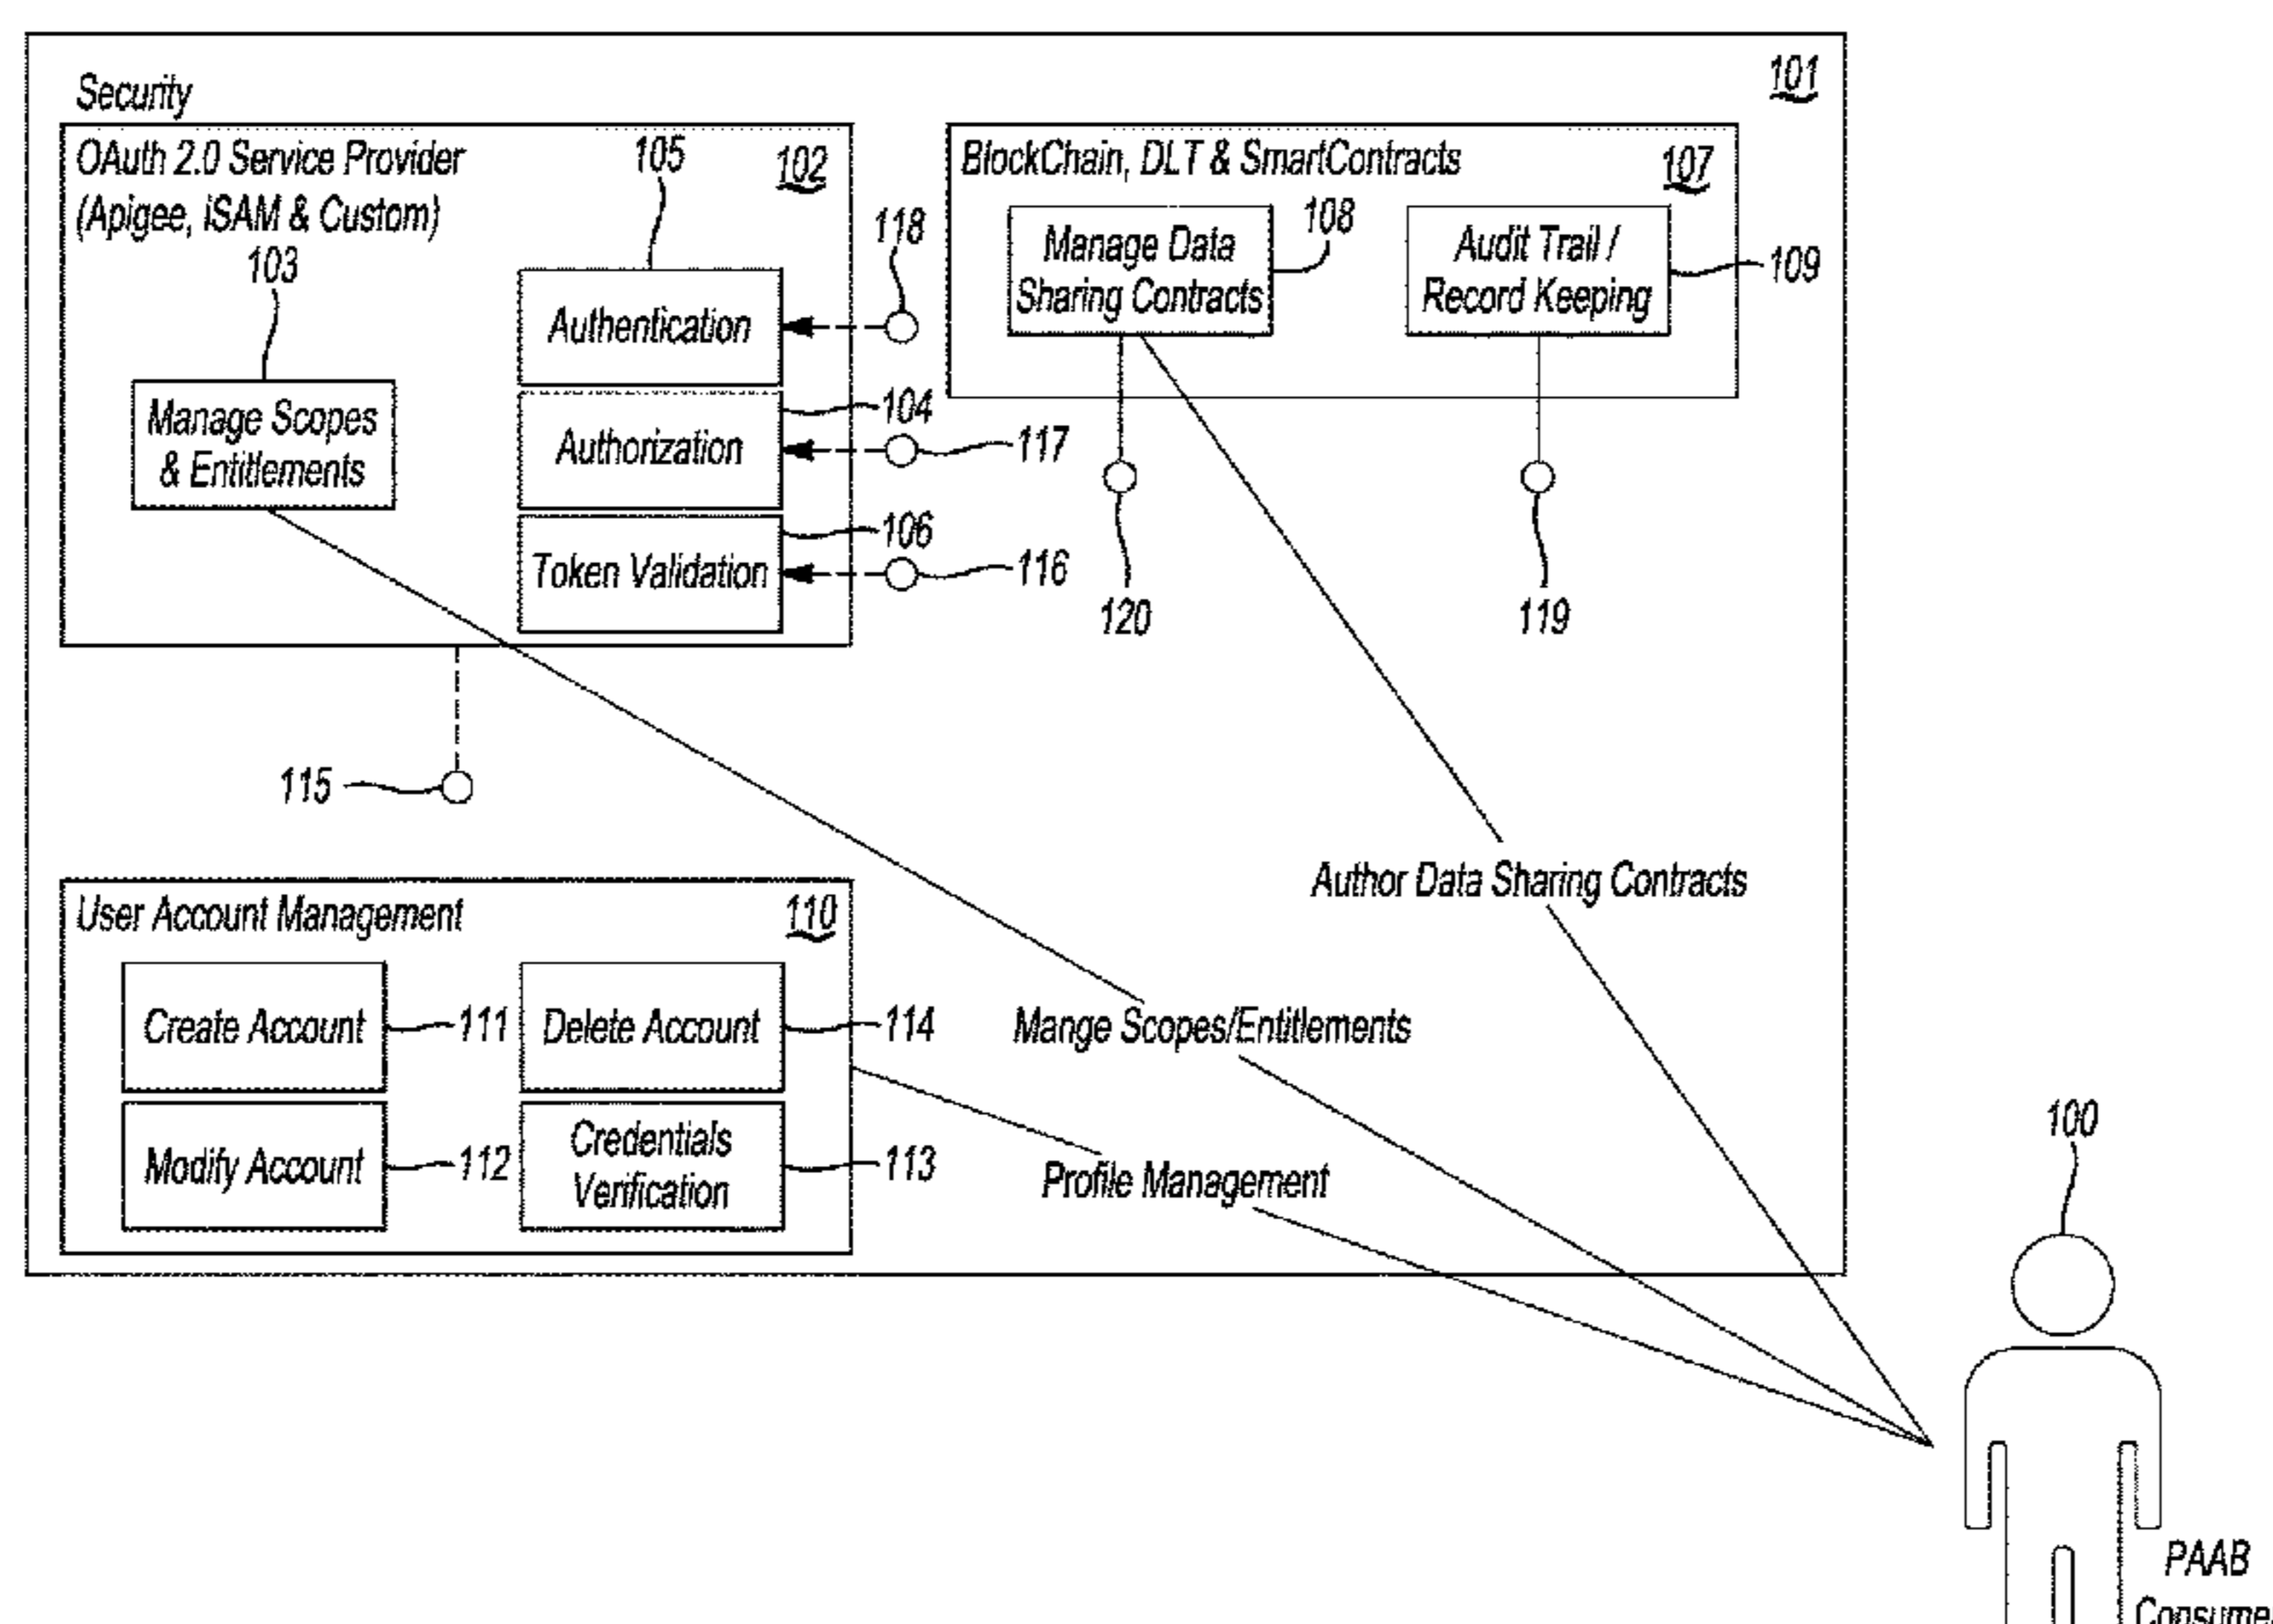 101
Security
OAuth 2.0 Service Provider
(Apigee, ISAM & Custom)
102
103
105
Authentication
118
Manage Scopes
& Entitlements
104
Authorization
117
106
Token Validation
116
115
BlockChain, DLT & SmartContracts
107
Manage Data
Sharing Contracts
108
Audit Trail /
Record Keeping
109
120
119
Author Data Sharing Contracts
User Account Management
110
Create Account
111
Delete Account
114
Modify Account
112
Credentials
Verification
113
Mange Scopes/Entitlements
Profile Management
100
PAAB